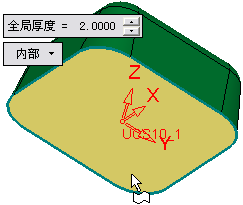 全局厚度 = 2.0000
内部
Z
X
UCS10_1
Y